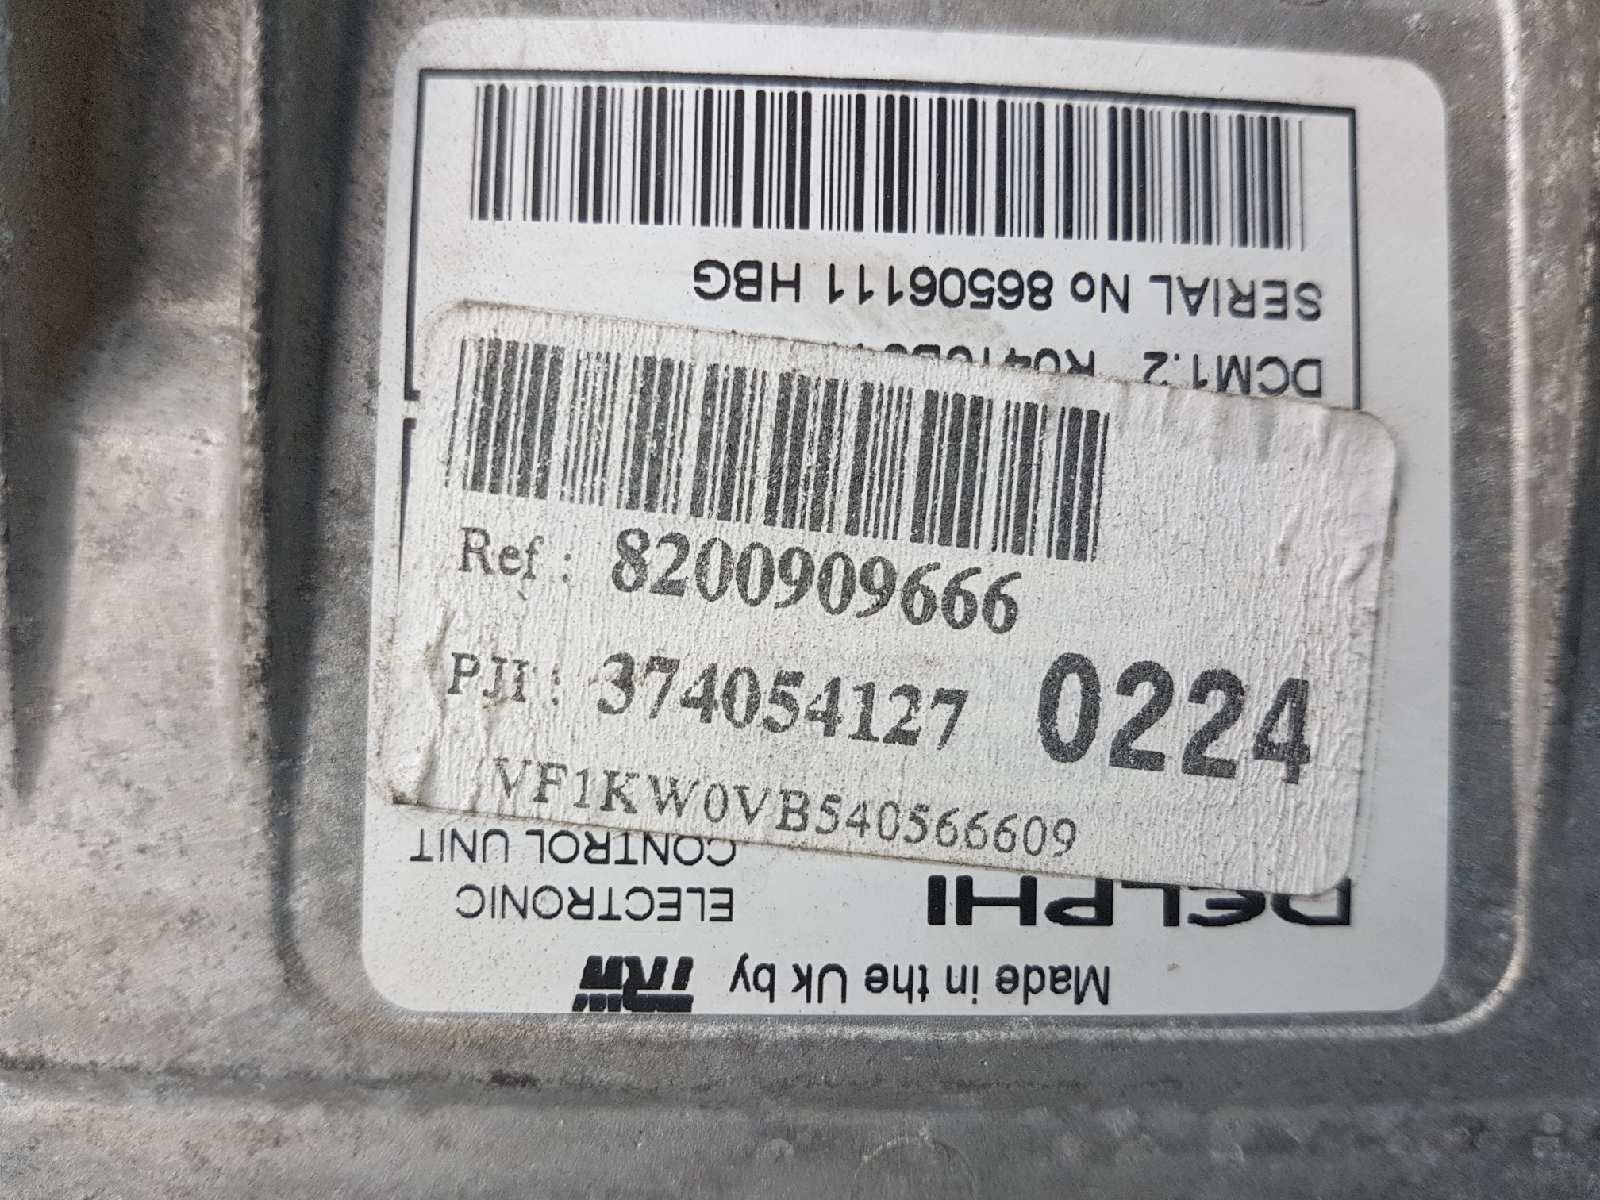 SERIAL No 86506111 HBG
DCM1.2
Ref : 8200909666
PJI : 374054127 0224
VF1KW0VB540566609
DELPHI
ELECTRONIC
CONTROL UNIT
Made in the Uk by TRW